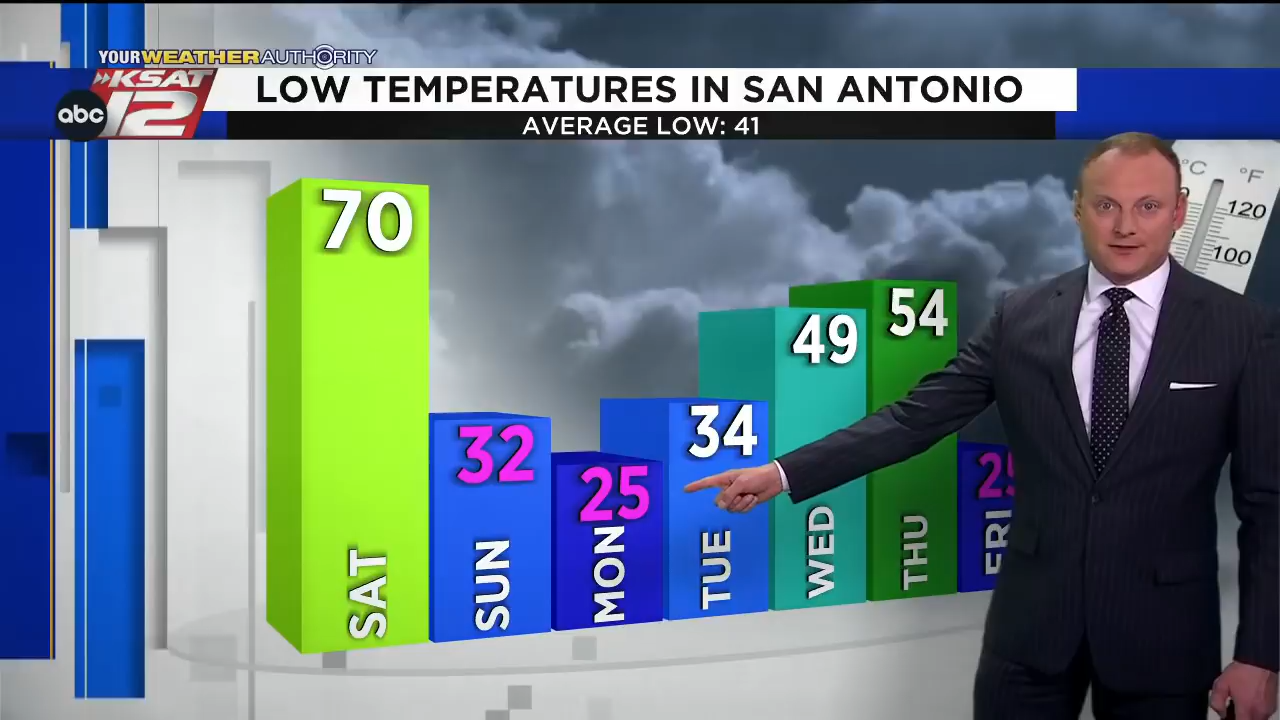 YOURWEATHERAUTHORITY
KSAT
abc
12
LOW TEMPERATURES IN SAN ANTONIO
AVERAGE LOW: 41
°C
°F
120
100
70
32
25
34
49
54
25
SAT
SUN
MON
TUE
WED
THU
FRI